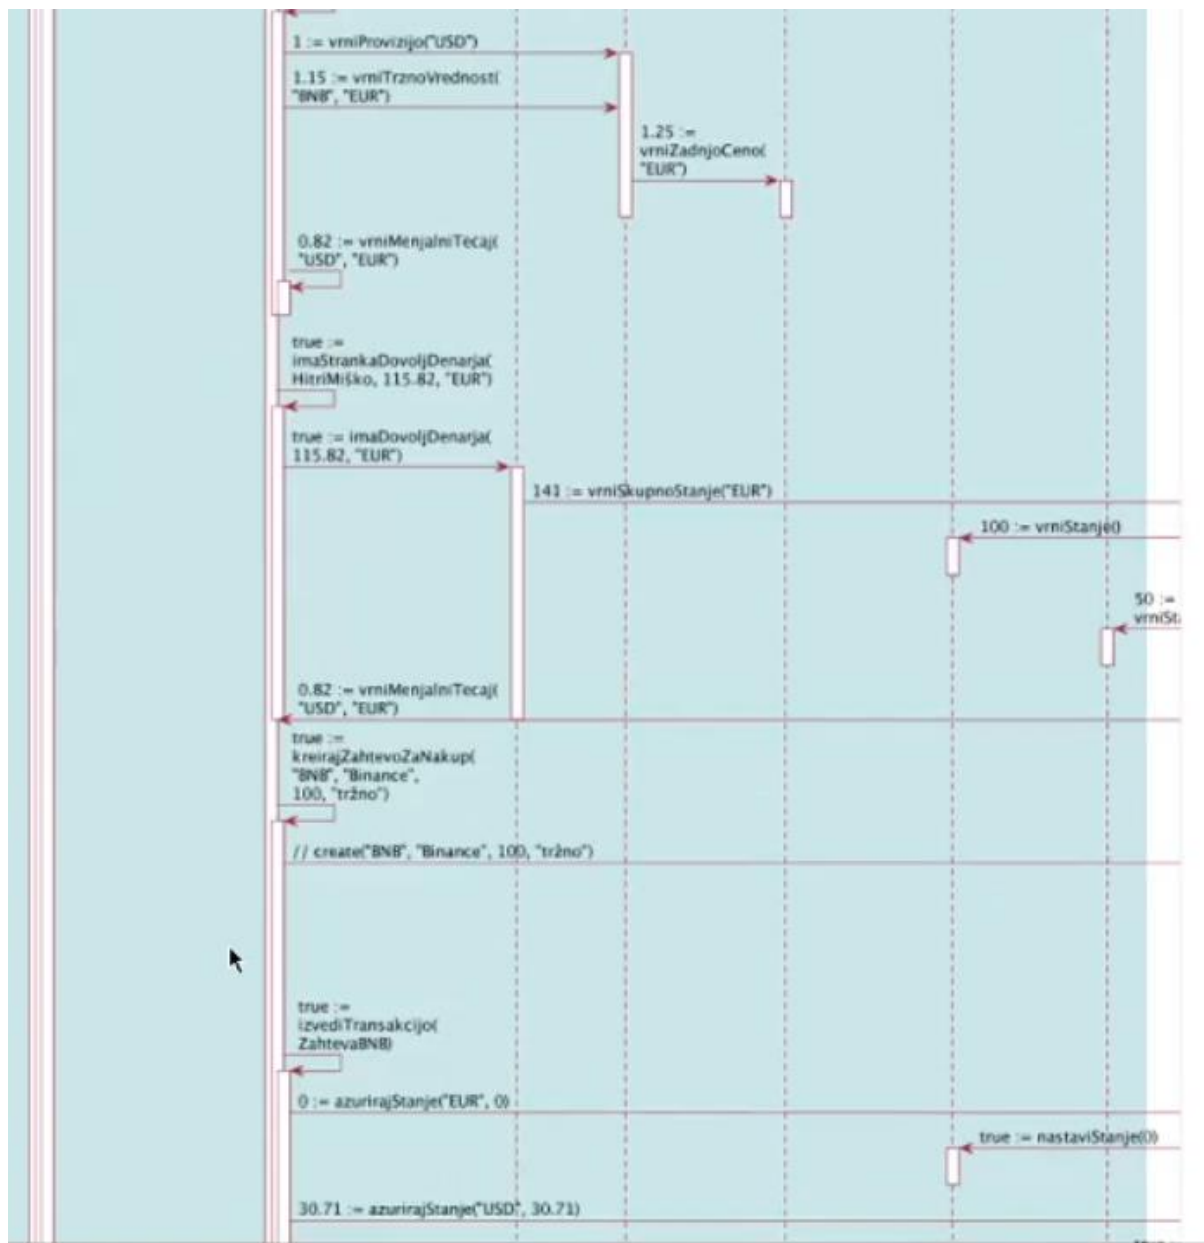 1 := vrniProvizijo("USD")
1.15 := vrniTrznoVrednost(
"BNB", "EUR")
1.25 :=
vrniZadnjoCeno(
"EUR")
0.82 := vrniMenjalniTecaj(
"USD", "EUR")
true :=
imaStrankaDovoljDenarja(
HitriMiško, 115.82, "EUR")
true := imaDovoljDenarja(
115.82, "EUR")
141 := vrniSkupnoStanje("EUR")
100 := vrniStanje()
50 :=
0.82 := vrniMenjalniTecaj(
"USD", "EUR")
true :=
kreirajZahtevoZaNakup(
"BNB", "Binance",
100, "tržno")
// create("BNB", "Binance", 100, "tržno")
true :=
izvediTransakcijo(
ZahtevaBNB)
0 := azurirajStanje("EUR", 0)
true := nastaviStanje(0)
30.71 := azurirajStanje("USD", 30.71)